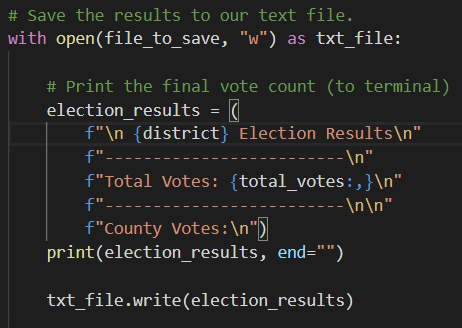 # Save the results to our text file.
with open(file_to_save, "w") as txt_file:
# Print the final vote count (to terminal)
election_results = (
f"\n {district} Election Results\n"
f"-------------------------\n"
f"Total Votes: {total_votes:,}\n"
f"-------------------------\n\n"
f"County Votes:\n")
print(election_results, end="")
txt_file.write(election_results)